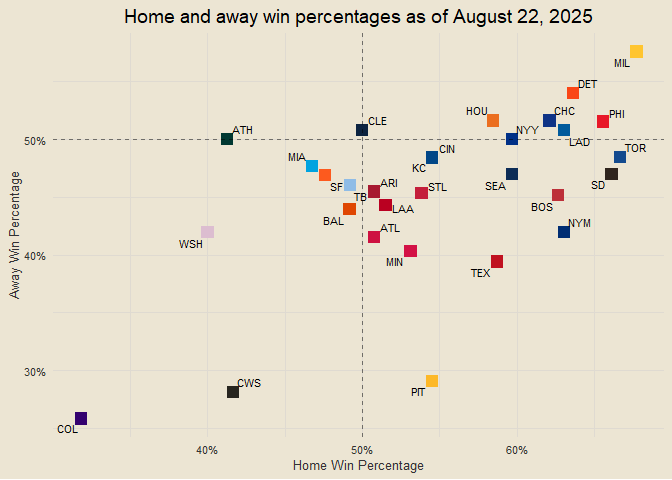 Home and away win percentages as of August 22, 2025
MIL
DET
HOU
CHC
PHI
CLE
ATH
NYY
LAD
50%
CIN
TOR
MIA
KC
SF
ARI
STL
SEA
SD
TB
BAL
LAA
BOS
ATL
NYM
WSH
40%
MIN
TEX
30%
CWS
PIT
COL
40%
50%
60%
Home Win Percentage
Away Win Percentage